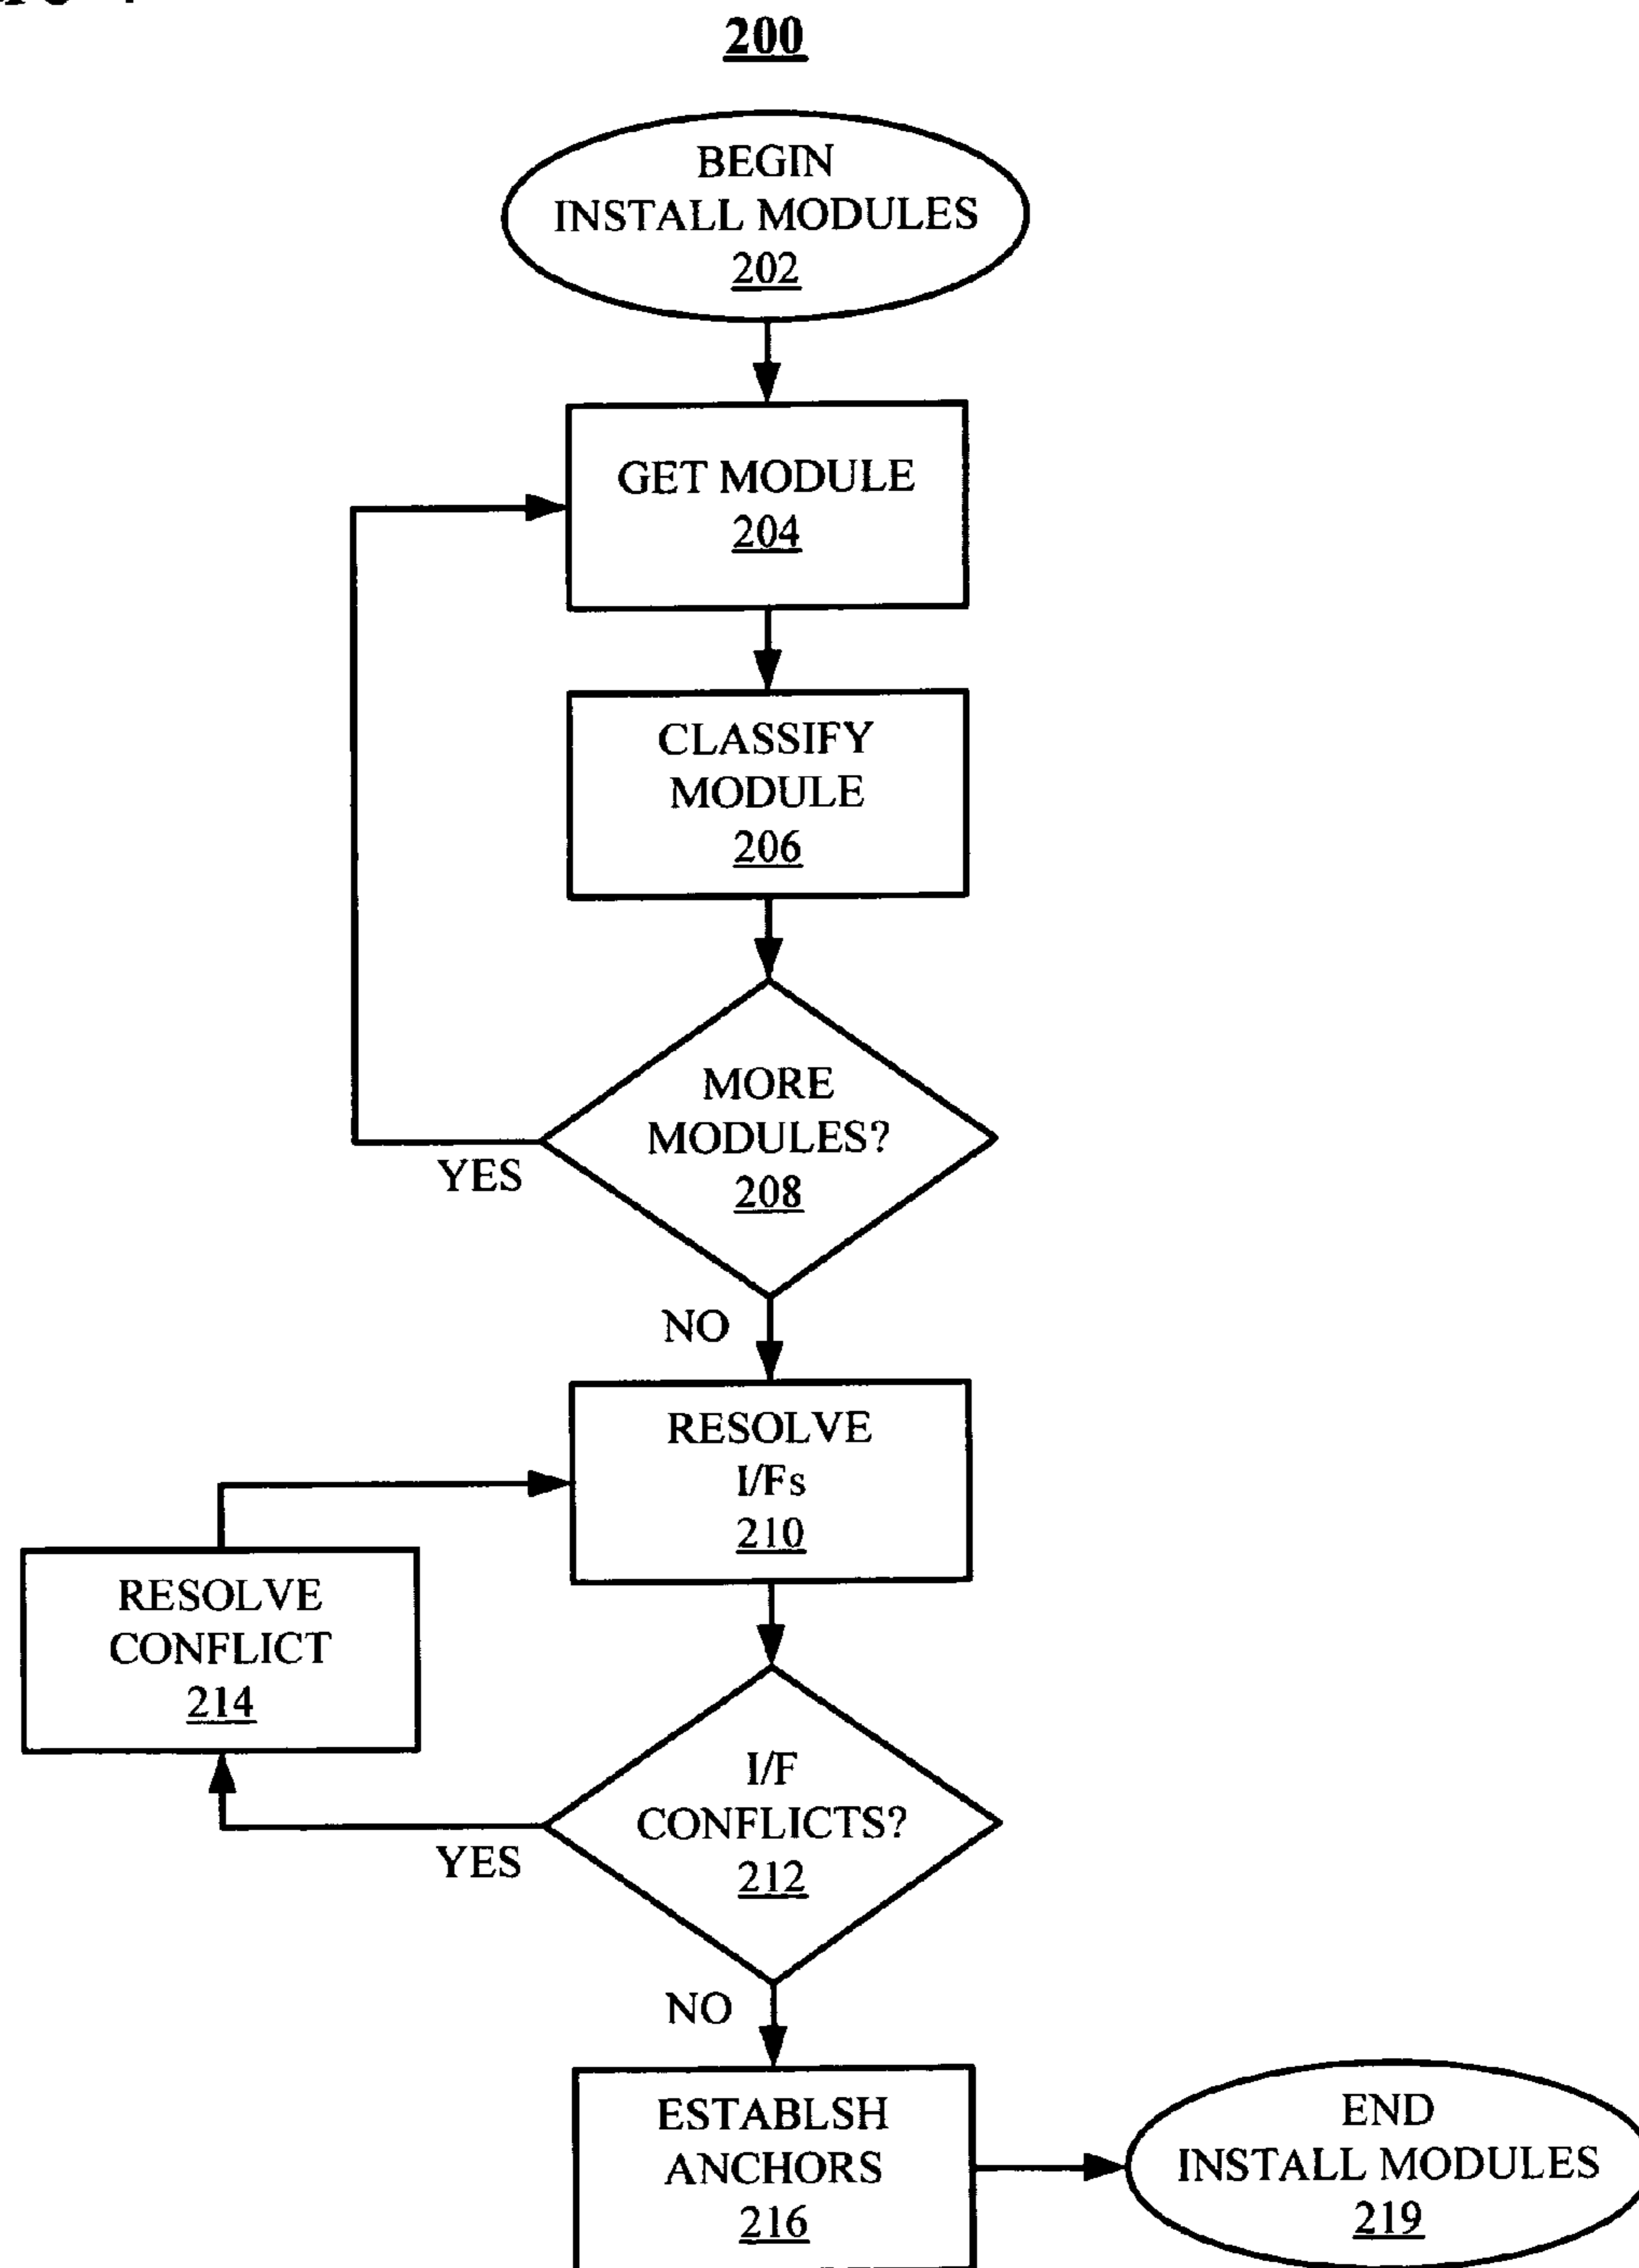 200
BEGIN
INSTALL MODULES
202
GET MODULE
204
CLASSIFY
MODULE
206
MORE
MODULES?
208
YES
NO
RESOLVE
I/Fs
210
RESOLVE
CONFLICT
214
I/F
CONFLICTS?
212
YES
NO
ESTABLSH
ANCHORS
216
END
INSTALL MODULES
219